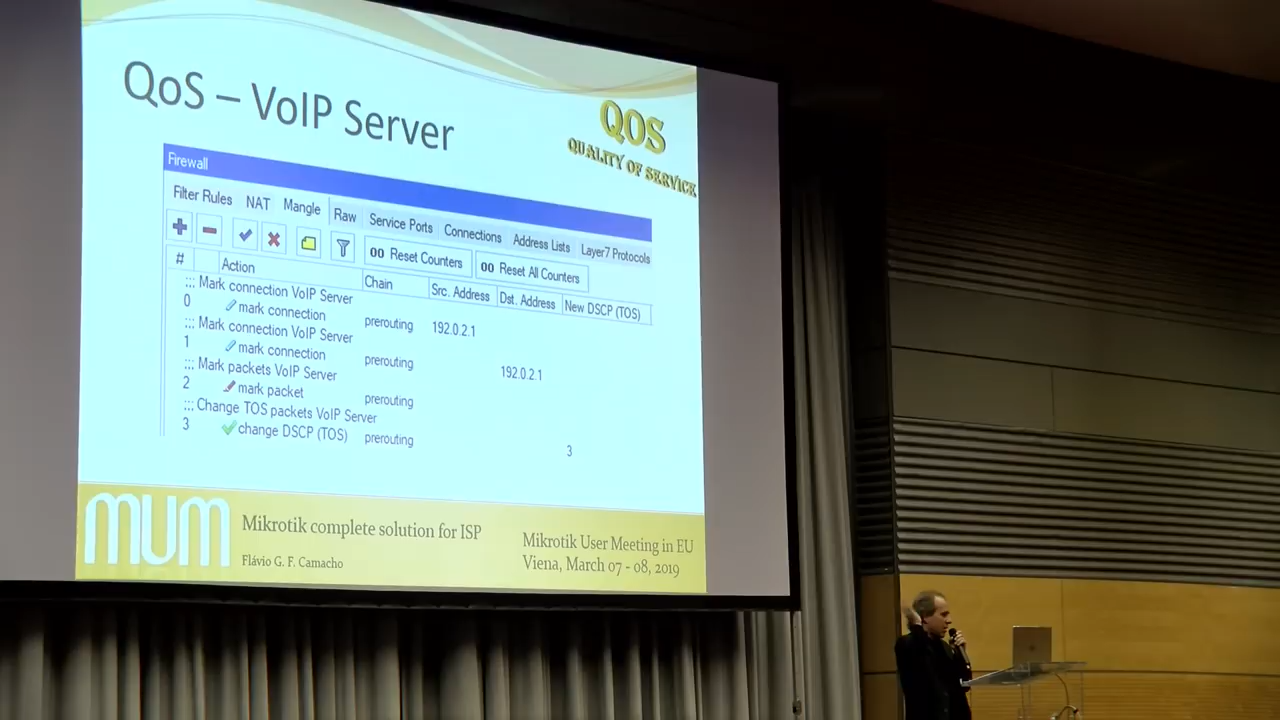 QoS – VoIP Server
QOS
QUALITY OF SERVICE
Firewall
Filter Rules NAT Mangle Raw Service Ports Connections Address Lists Layer7 Protocols
00 Reset Counters 00 Reset All Counters
# Action Chain Src. Address Dst. Address New DSCP (TOS)
::: Mark connection VoIP Server
0 mark connection prerouting 192.0.2.1
::: Mark connection VoIP Server
1 mark connection prerouting 192.0.2.1
::: Mark packets VoIP Server
2 mark packet prerouting
::: Change TOS packets VoIP Server
3 change DSCP (TOS) prerouting 3
MUM
Mikrotik complete solution for ISP
Flávio G. F. Camacho
Mikrotik User Meeting in EU
Viena, March 07 - 08, 2019